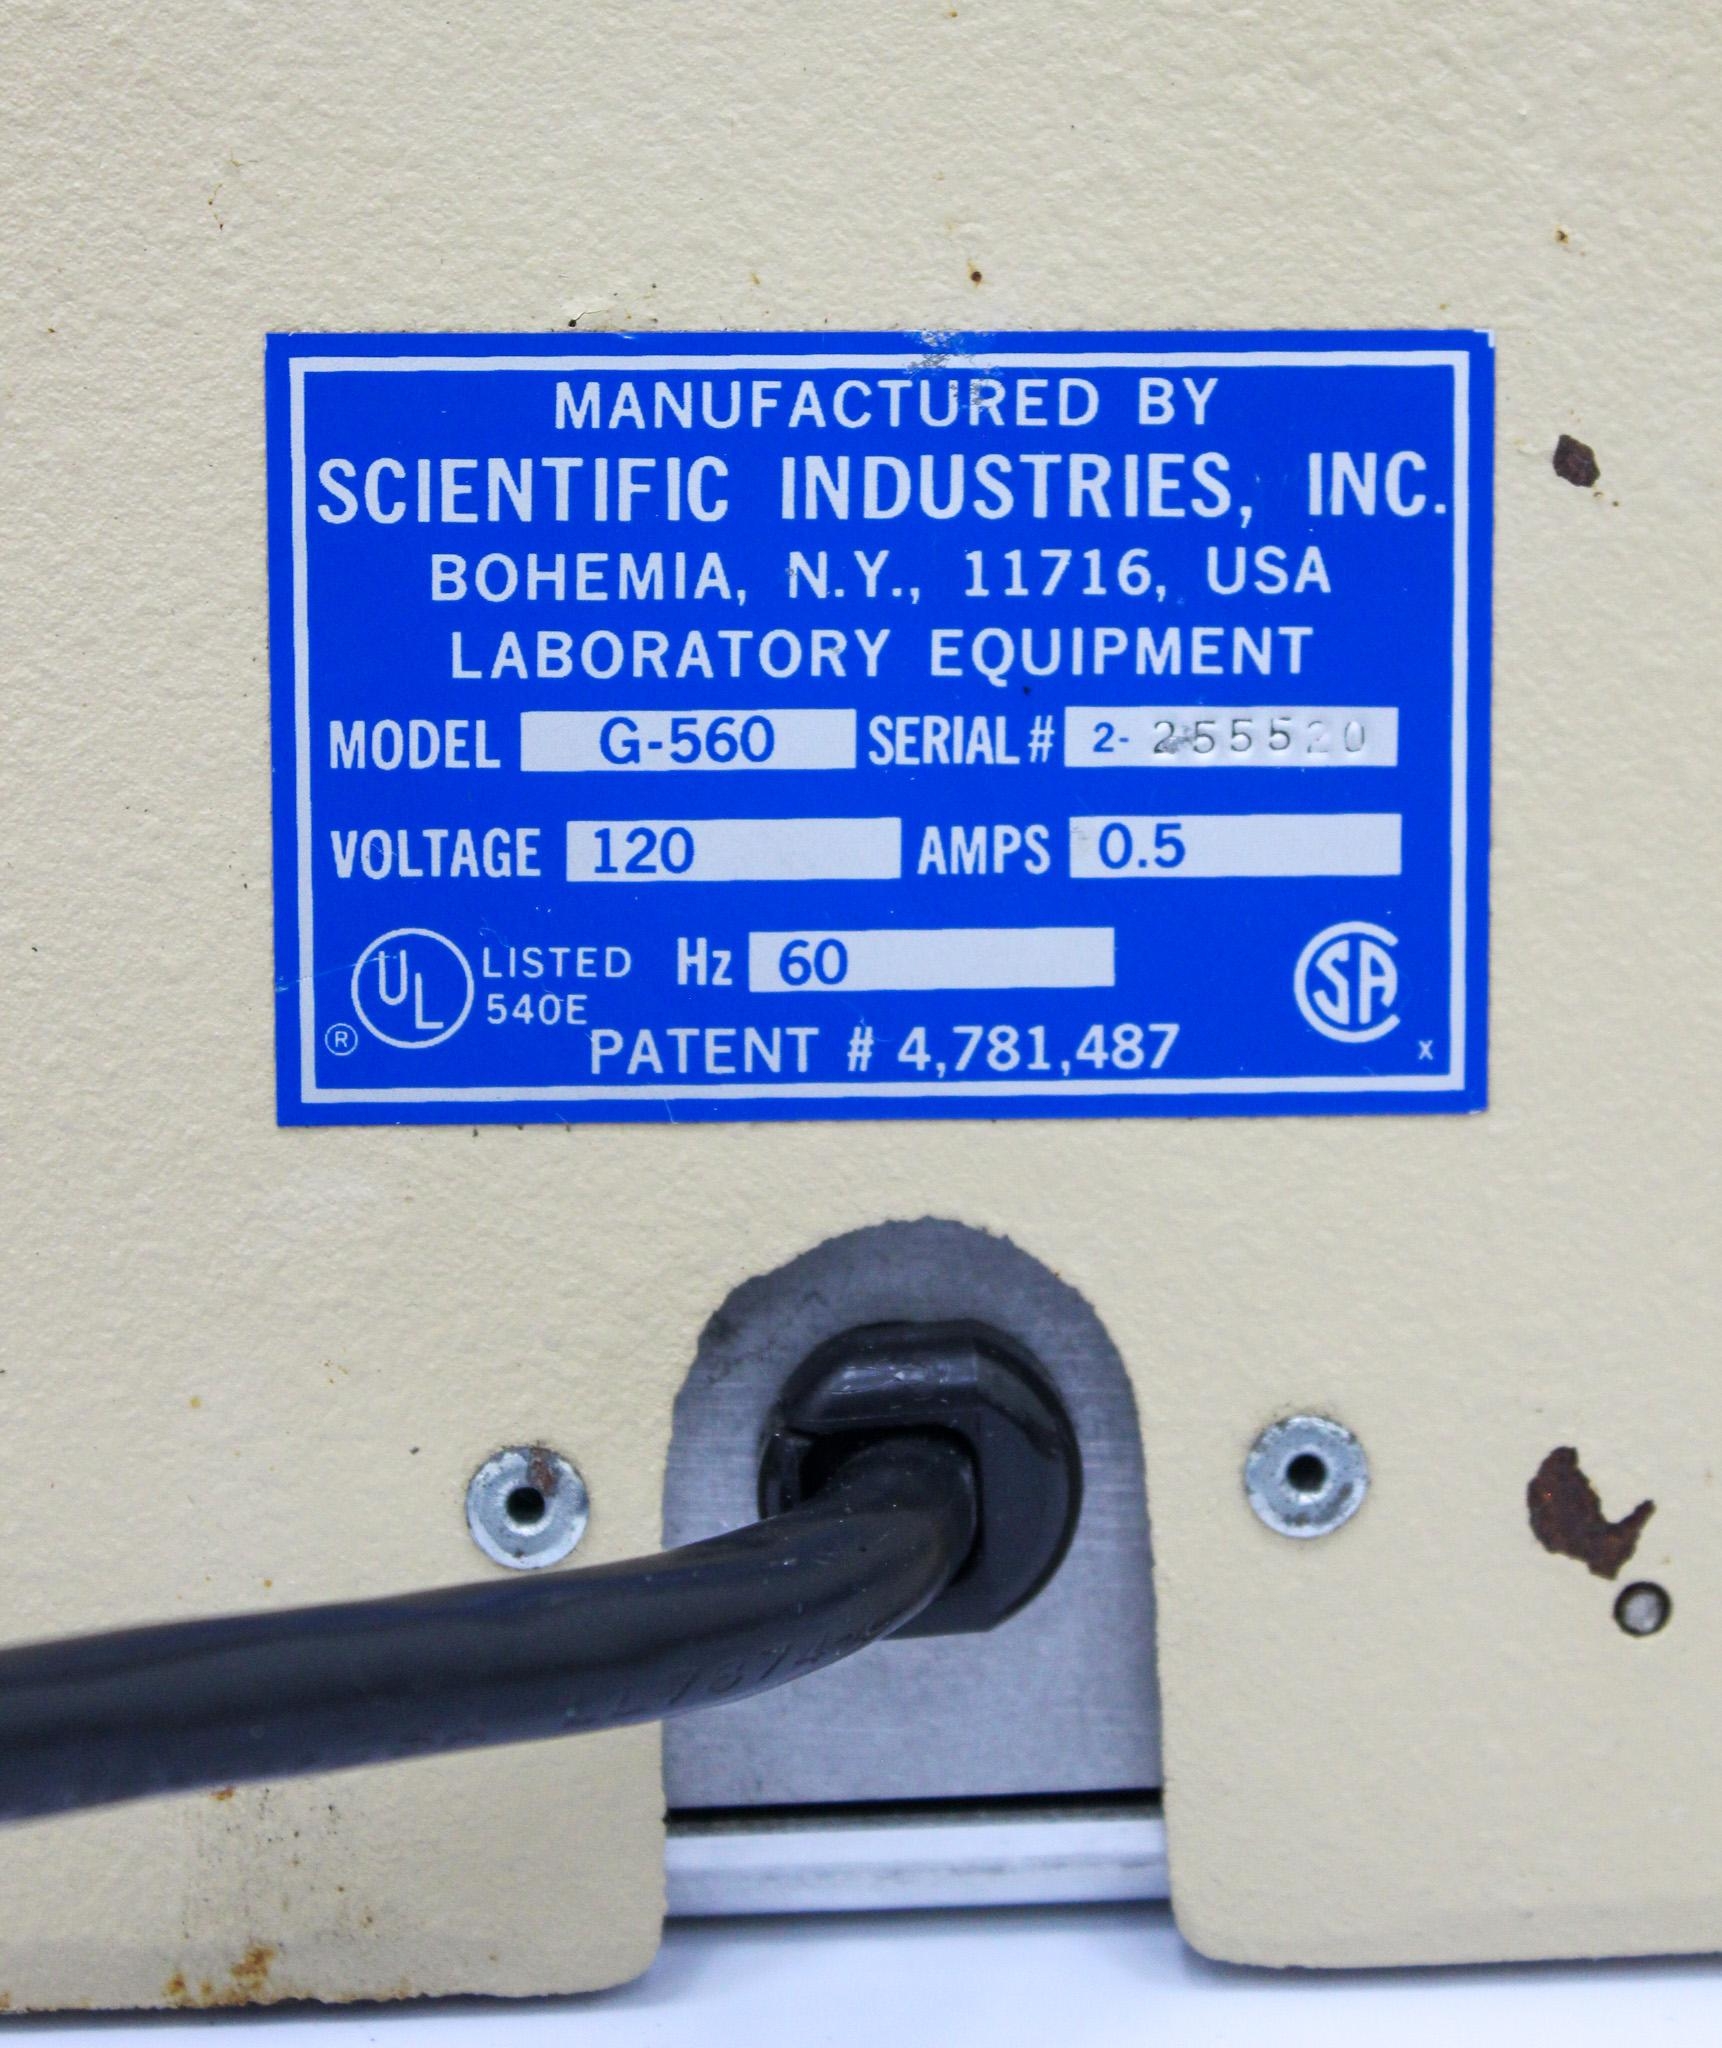 MANUFACTURED BY
SCIENTIFIC INDUSTRIES, INC.
BOHEMIA, N.Y., 11716, USA
LABORATORY EQUIPMENT
MODEL G-560 SERIAL # 2-255520
VOLTAGE 120 AMPS 0.5
UL LISTED Hz 60 SA
540E
® PATENT # 4,781,487 x